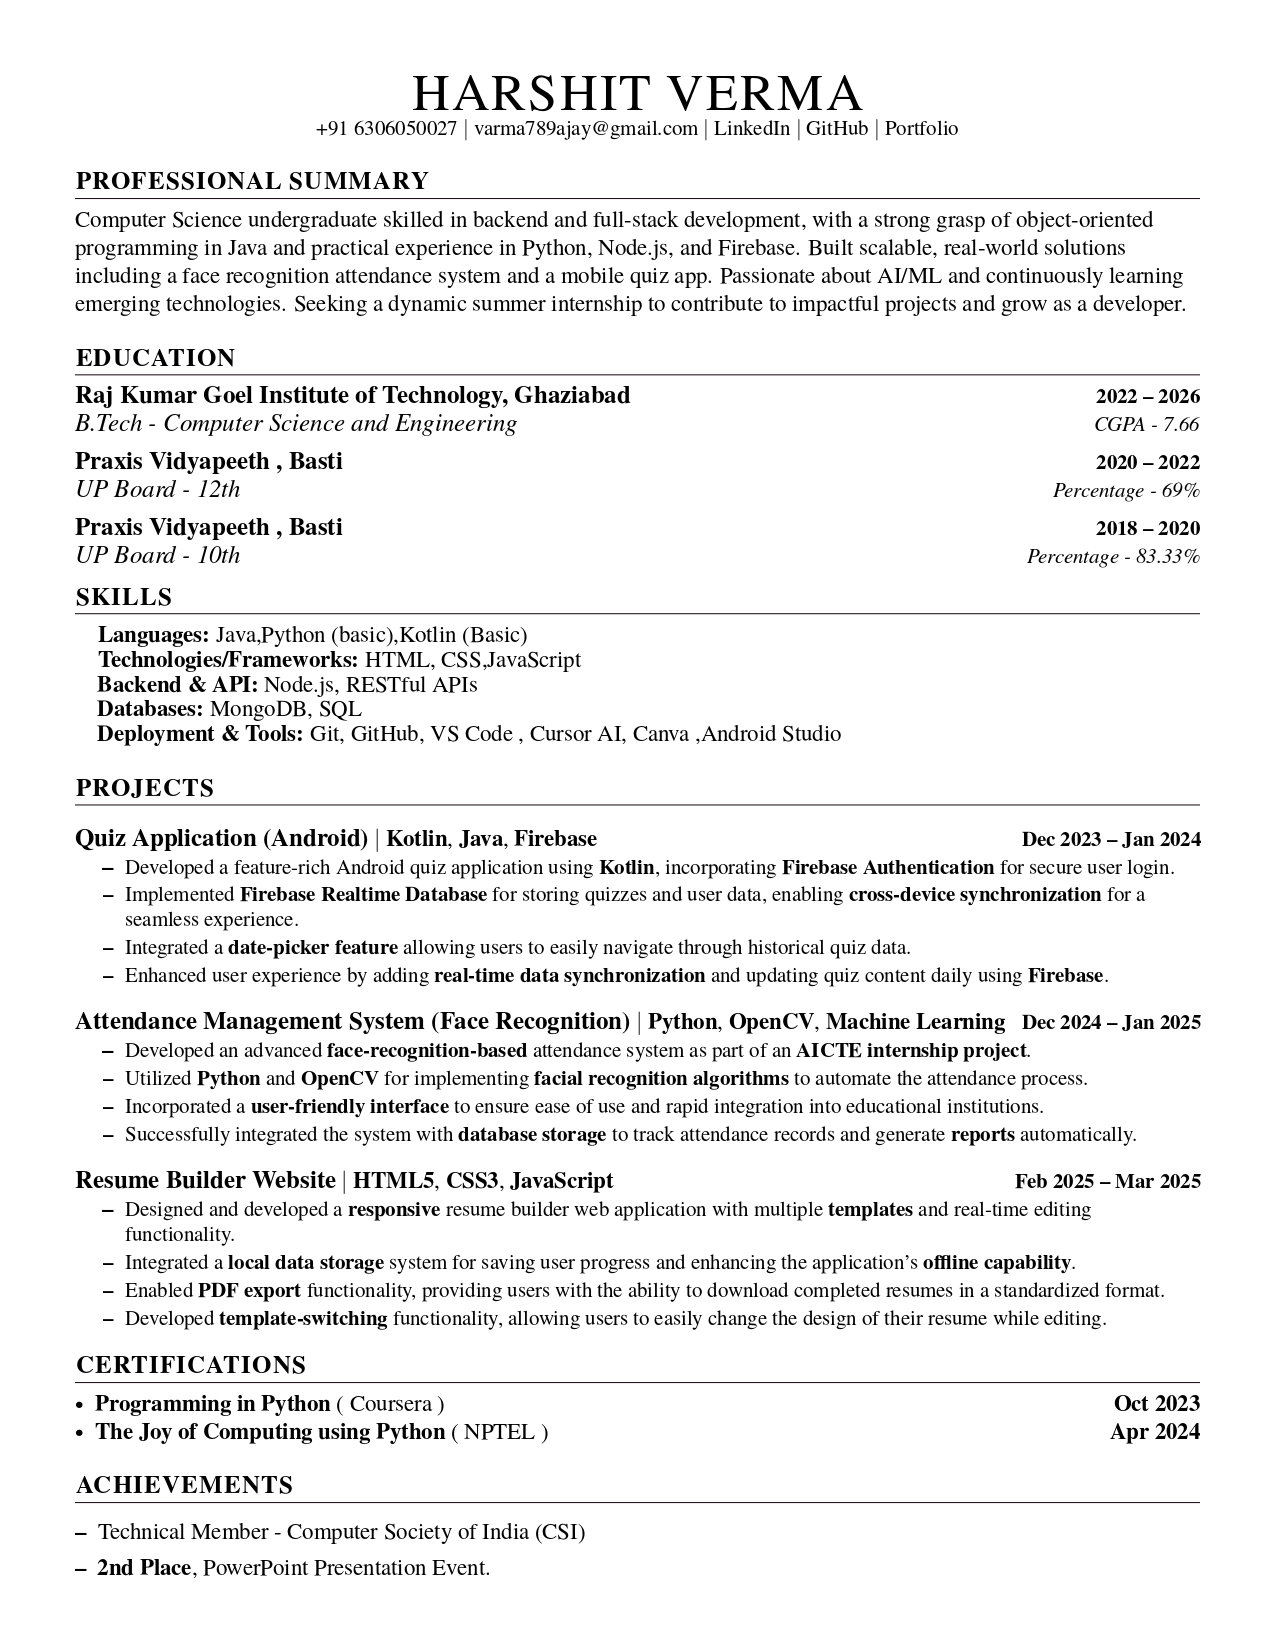 HARSHIT VERMA
+91 6306050027 | varma789ajay@gmail.com | LinkedIn | GitHub | Portfolio
PROFESSIONAL SUMMARY
Computer Science undergraduate skilled in backend and full-stack development, with a strong grasp of object-oriented
programming in Java and practical experience in Python, Node.js, and Firebase. Built scalable, real-world solutions
including a face recognition attendance system and a mobile quiz app. Passionate about AI/ML and continuously learning
emerging technologies. Seeking a dynamic summer internship to contribute to impactful projects and grow as a developer.
EDUCATION
Raj Kumar Goel Institute of Technology, Ghaziabad 2022 – 2026
B.Tech - Computer Science and Engineering CGPA - 7.66
Praxis Vidyapeeth , Basti 2020 – 2022
UP Board - 12th Percentage - 69%
Praxis Vidyapeeth , Basti 2018 – 2020
UP Board - 10th Percentage - 83.33%
SKILLS
Languages: Java,Python (basic),Kotlin (Basic)
Technologies/Frameworks: HTML, CSS,JavaScript
Backend & API: Node.js, RESTful APIs
Databases: MongoDB, SQL
Deployment & Tools: Git, GitHub, VS Code , Cursor AI, Canva ,Android Studio
PROJECTS
Quiz Application (Android) | Kotlin, Java, Firebase Dec 2023 – Jan 2024
– Developed a feature-rich Android quiz application using Kotlin, incorporating Firebase Authentication for secure user login.
– Implemented Firebase Realtime Database for storing quizzes and user data, enabling cross-device synchronization for a
seamless experience.
– Integrated a date-picker feature allowing users to easily navigate through historical quiz data.
– Enhanced user experience by adding real-time data synchronization and updating quiz content daily using Firebase.
Attendance Management System (Face Recognition) | Python, OpenCV, Machine Learning Dec 2024 – Jan 2025
– Developed an advanced face-recognition-based attendance system as part of an AICTE internship project.
– Utilized Python and OpenCV for implementing facial recognition algorithms to automate the attendance process.
– Incorporated a user-friendly interface to ensure ease of use and rapid integration into educational institutions.
– Successfully integrated the system with database storage to track attendance records and generate reports automatically.
Resume Builder Website | HTML5, CSS3, JavaScript Feb 2025 – Mar 2025
– Designed and developed a responsive resume builder web application with multiple templates and real-time editing
functionality.
– Integrated a local data storage system for saving user progress and enhancing the application’s offline capability.
– Enabled PDF export functionality, providing users with the ability to download completed resumes in a standardized format.
– Developed template-switching functionality, allowing users to easily change the design of their resume while editing.
CERTIFICATIONS
• Programming in Python ( Coursera ) Oct 2023
• The Joy of Computing using Python ( NPTEL ) Apr 2024
ACHIEVEMENTS
– Technical Member - Computer Society of India (CSI)
– 2nd Place, PowerPoint Presentation Event.